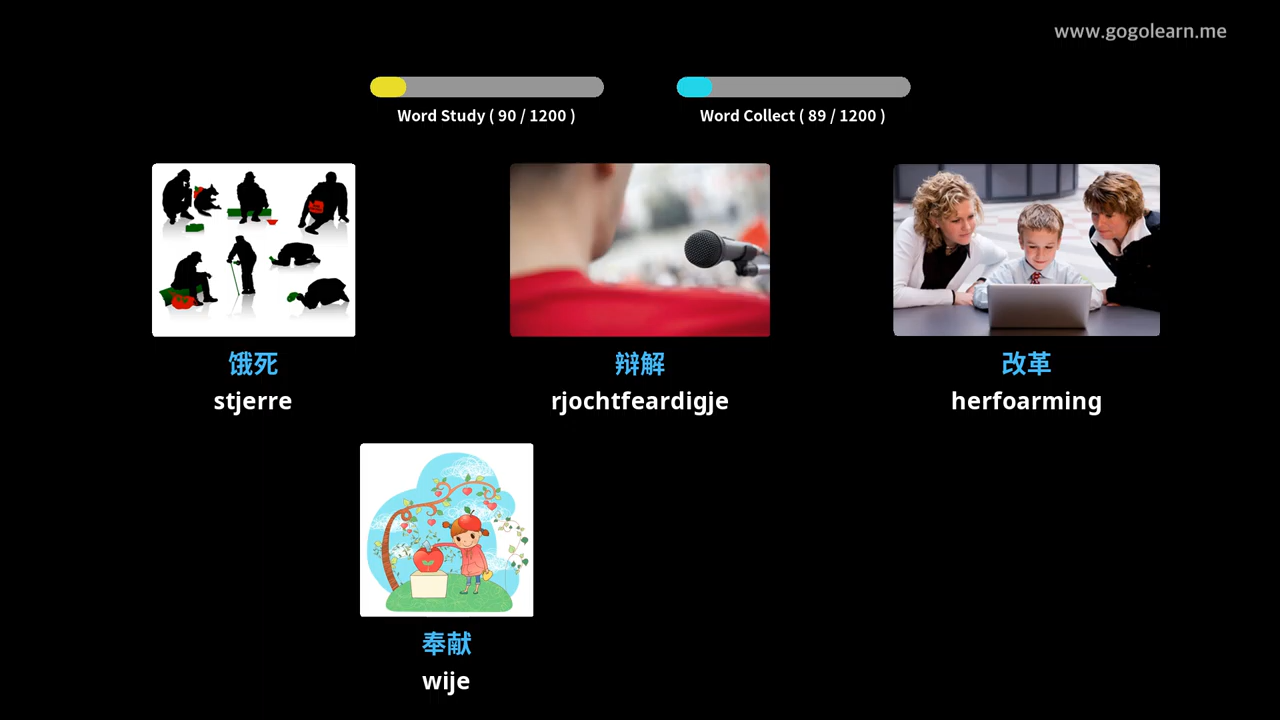 www.gogolearn.me
Word Study ( 90 / 1200 )
Word Collect ( 89 / 1200 )
饿死
stjerre
辩解
rjochtfeardigje
改革
herfoarming
奉献
wije